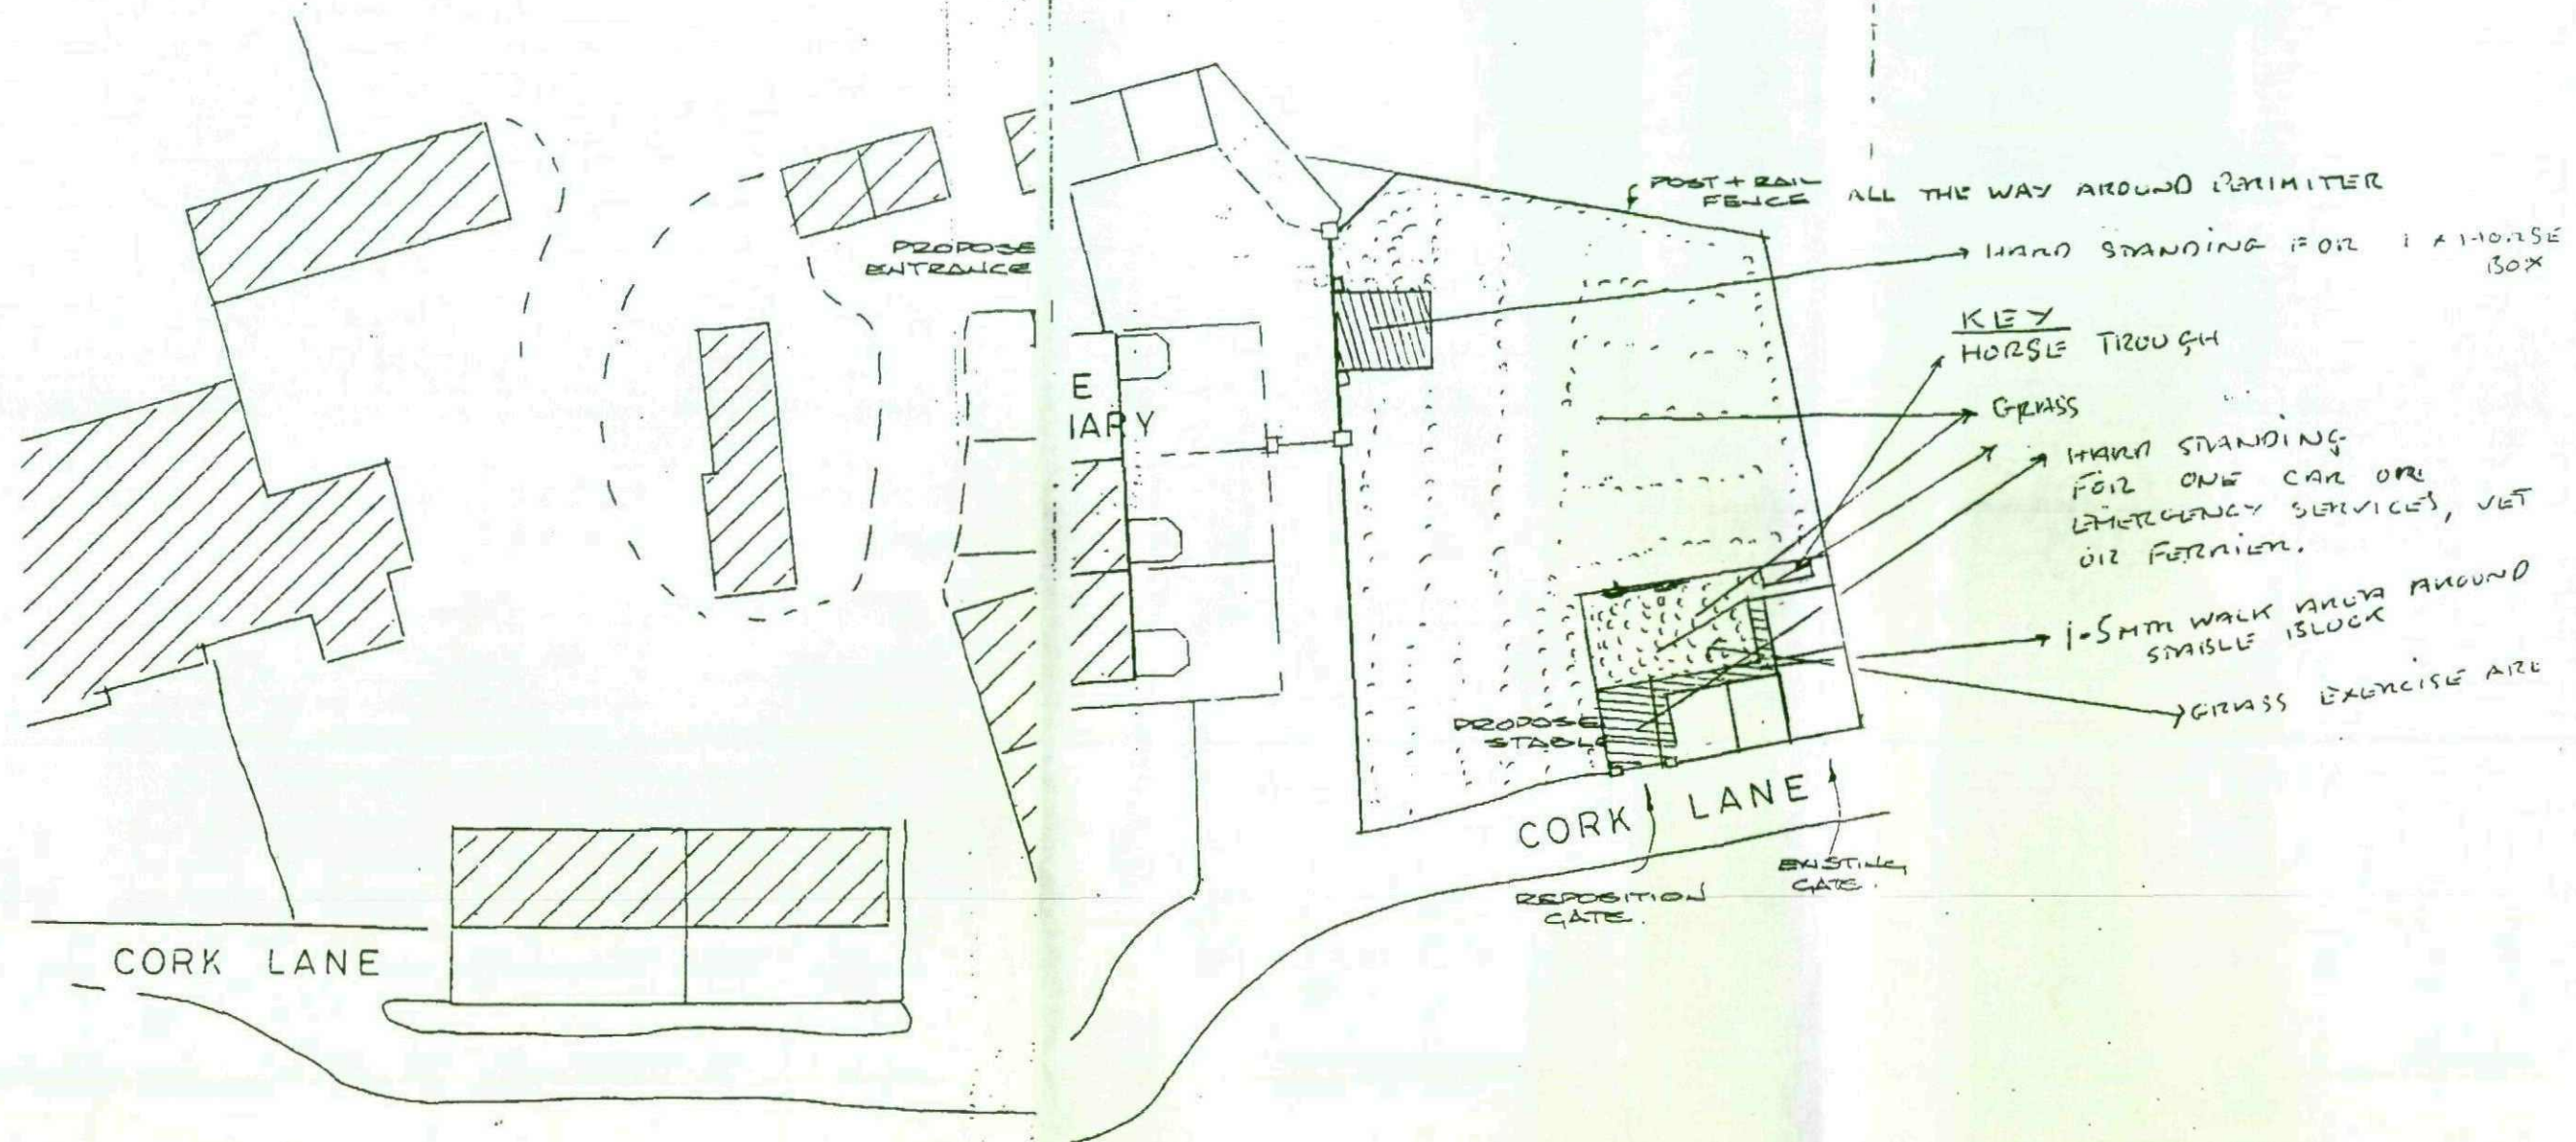 POST + RAIL
FENCE
ALL THE WAY AROUND PERIMITER
PROPOSE
ENTRANCE
HARD STANDING FOR 1 x HORSE
BOX
KEY
HORSE TROUGH
E
IARY
GRASS
HARD STANDING
FOR ONE CAR OR
EMERGENCY SERVICES, VET
OR FERRIER.
1.5 MTR WALK AREA AROUND
STABLE BLOCK
GRASS EXERCISE ARE
PROPOSE
STABLE
CORK LANE
EXISTING
GATE.
REPOSITION
GATE.
CORK LANE